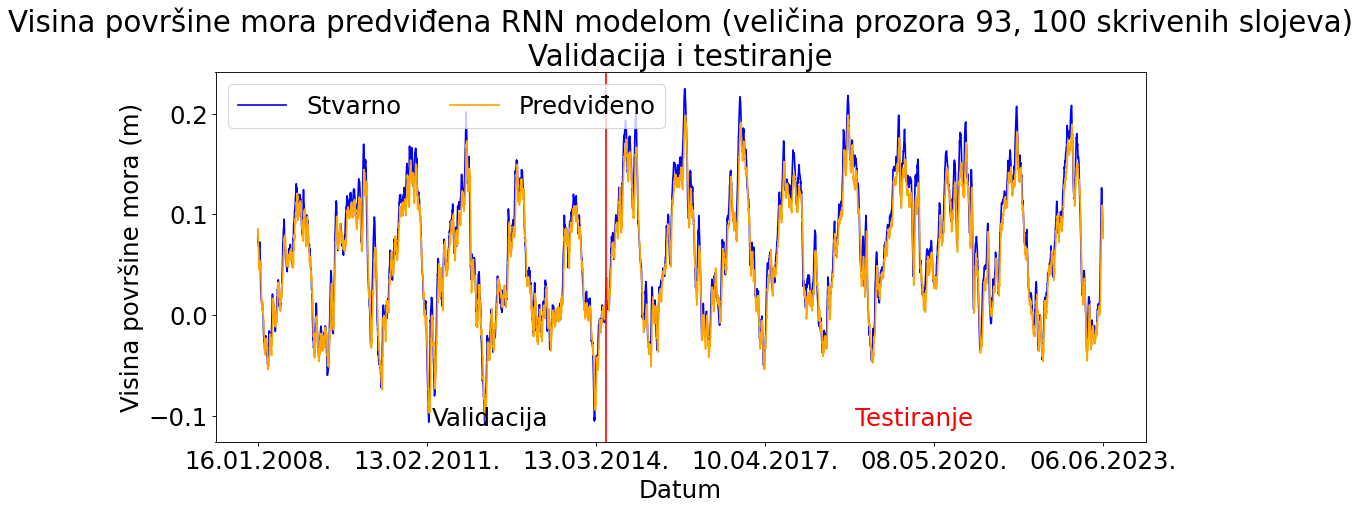 Visina površine mora predviđena RNN modelom (veličina prozora 93, 100 skrivenih slojeva)
Validacija i testiranje
Stvarno
Predviđeno
Visina površine mora (m)
0.2
0.1
0.0
−0.1
Validacija
Testiranje
16.01.2008.
13.02.2011.
13.03.2014.
10.04.2017.
08.05.2020.
06.06.2023.
Datum